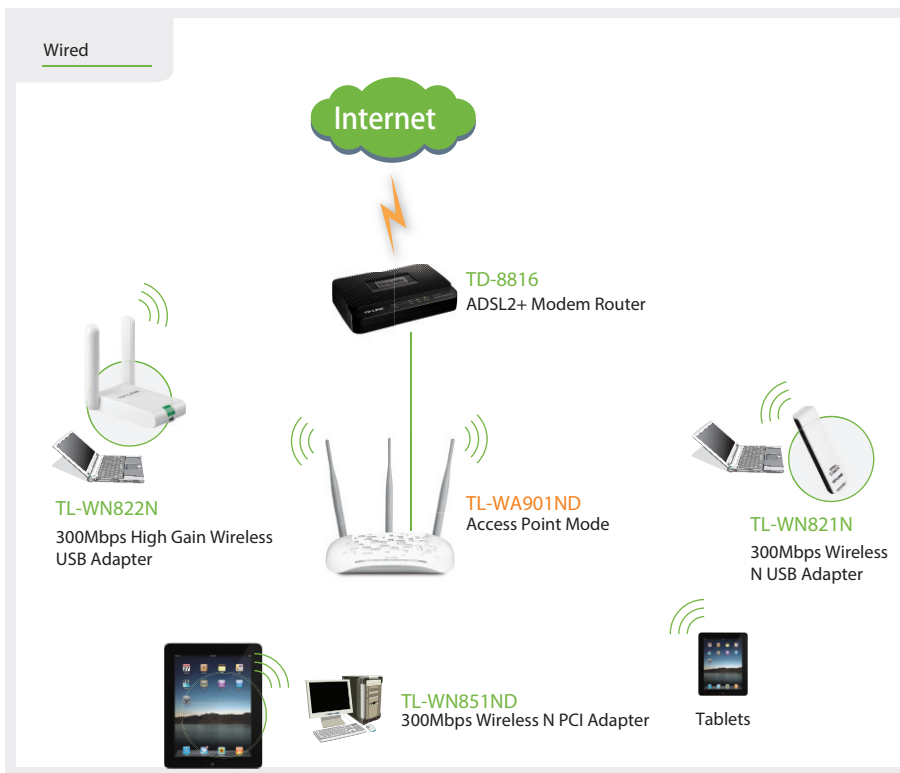 Wired
Internet
TD-8816
ADSL2+ Modem Router
TL-WN822N
300Mbps High Gain Wireless
USB Adapter
TL-WA901ND
Access Point Mode
TL-WN821N
300Mbps Wireless
N USB Adapter
TL-WN851ND
300Mbps Wireless N PCI Adapter
Tablets